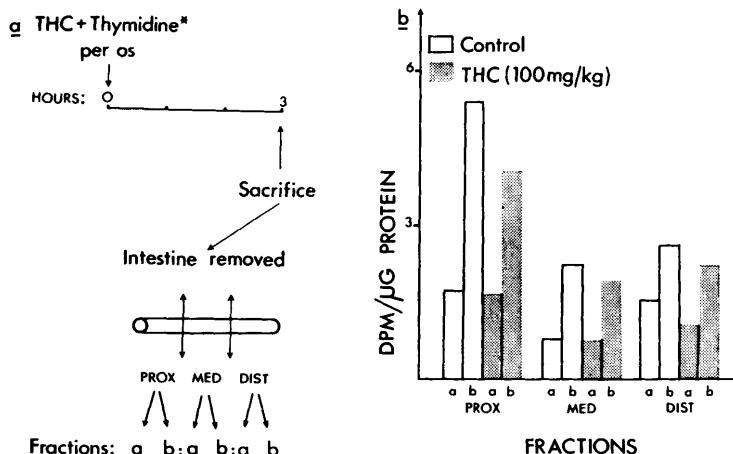 a THC + Thymidine*
per os
HOURS: 0 3
Sacrifice
Intestine removed
PROX MED DIST
Fractions: a b : a b : a b
b
Control
THC (100mg/kg)
6
3
DPM/µG PROTEIN
a b a b a b a b a b a b
PROX MED DIST
FRACTIONS